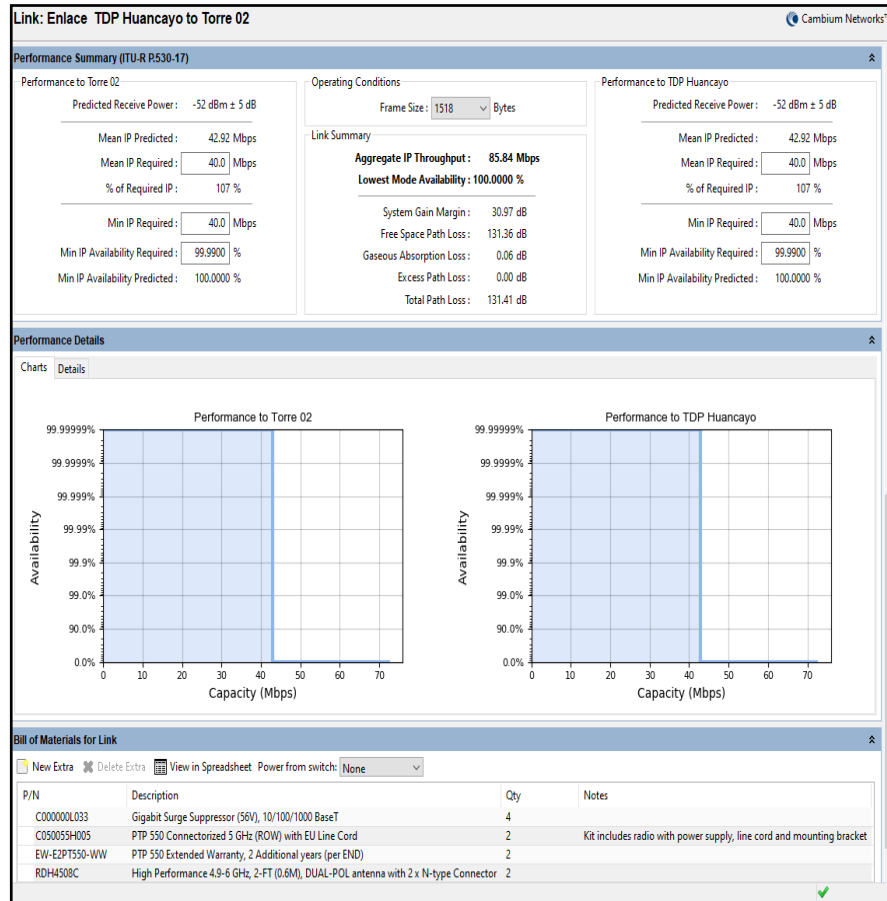 Link: Enlace TDP Huancayo to Torre 02
Cambium Networks™
Performance Summary (ITU-R P.530-17)
Performance to Torre 02
Predicted Receive Power : -52 dBm ± 5 dB
Mean IP Predicted : 42.92 Mbps
Mean IP Required : 40.0 Mbps
% of Required IP : 107 %
Min IP Required : 40.0 Mbps
Min IP Availability Required : 99.9900 %
Min IP Availability Predicted : 100.0000 %
Operating Conditions
Frame Size : 1518 Bytes
Link Summary
Aggregate IP Throughput : 85.84 Mbps
Lowest Mode Availability : 100.0000 %
System Gain Margin : 30.97 dB
Free Space Path Loss : 131.36 dB
Gaseous Absorption Loss : 0.06 dB
Excess Path Loss : 0.00 dB
Total Path Loss : 131.41 dB
Performance to TDP Huancayo
Predicted Receive Power : -52 dBm ± 5 dB
Mean IP Predicted : 42.92 Mbps
Mean IP Required : 40.0 Mbps
% of Required IP : 107 %
Min IP Required : 40.0 Mbps
Min IP Availability Required : 99.9900 %
Min IP Availability Predicted : 100.0000 %
Performance Details
Charts Details
Performance to Torre 02
99.99999%
99.9999%
99.999%
99.99%
99.9%
99.0%
90.0%
0.0%
Availability
0 10 20 30 40 50 60 70
Capacity (Mbps)
Performance to TDP Huancayo
99.99999%
99.9999%
99.999%
99.99%
99.9%
99.0%
90.0%
0.0%
Availability
0 10 20 30 40 50 60 70
Capacity (Mbps)
Bill of Materials for Link
New Extra Delete Extra View in Spreadsheet Power from switch: None
P/N Description Qty Notes
C000000L033 Gigabit Surge Suppressor (56V), 10/100/1000 BaseT 4
C050055H005 PTP 550 Connectorized 5 GHz (ROW) with EU Line Cord 2 Kit includes radio with power supply, line cord and mounting bracket
EW-E2PT550-WW PTP 550 Extended Warranty, 2 Additional years (per END) 2
RDH4508C High Performance 4.9-6 GHz, 2-FT (0.6M), DUAL-POL antenna with 2 x N-type Connector 2